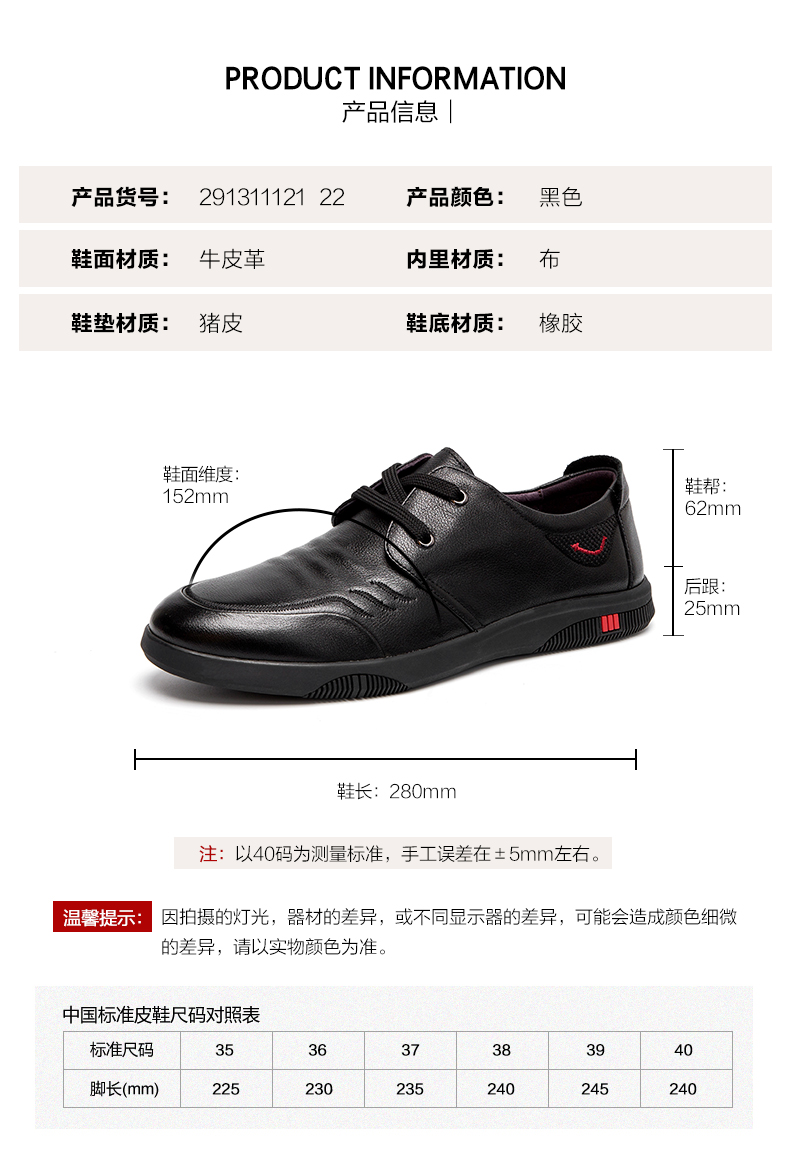 PRODUCT INFORMATION
产品信息
产品货号： 291311121 22 产品颜色： 黑色
鞋面材质： 牛皮革 内里材质： 布
鞋垫材质： 猪皮 鞋底材质： 橡胶
鞋面维度：
152mm
鞋帮：
62mm
后跟：
25mm
鞋长：280mm
注：以40码为测量标准，手工误差在±5mm左右。
温馨提示： 因拍摄的灯光，器材的差异，或不同显示器的差异，可能会造成颜色细微
的差异，请以实物颜色为准。
中国标准皮鞋尺码对照表
标准尺码 35 36 37 38 39 40
脚长(mm) 225 230 235 240 245 240